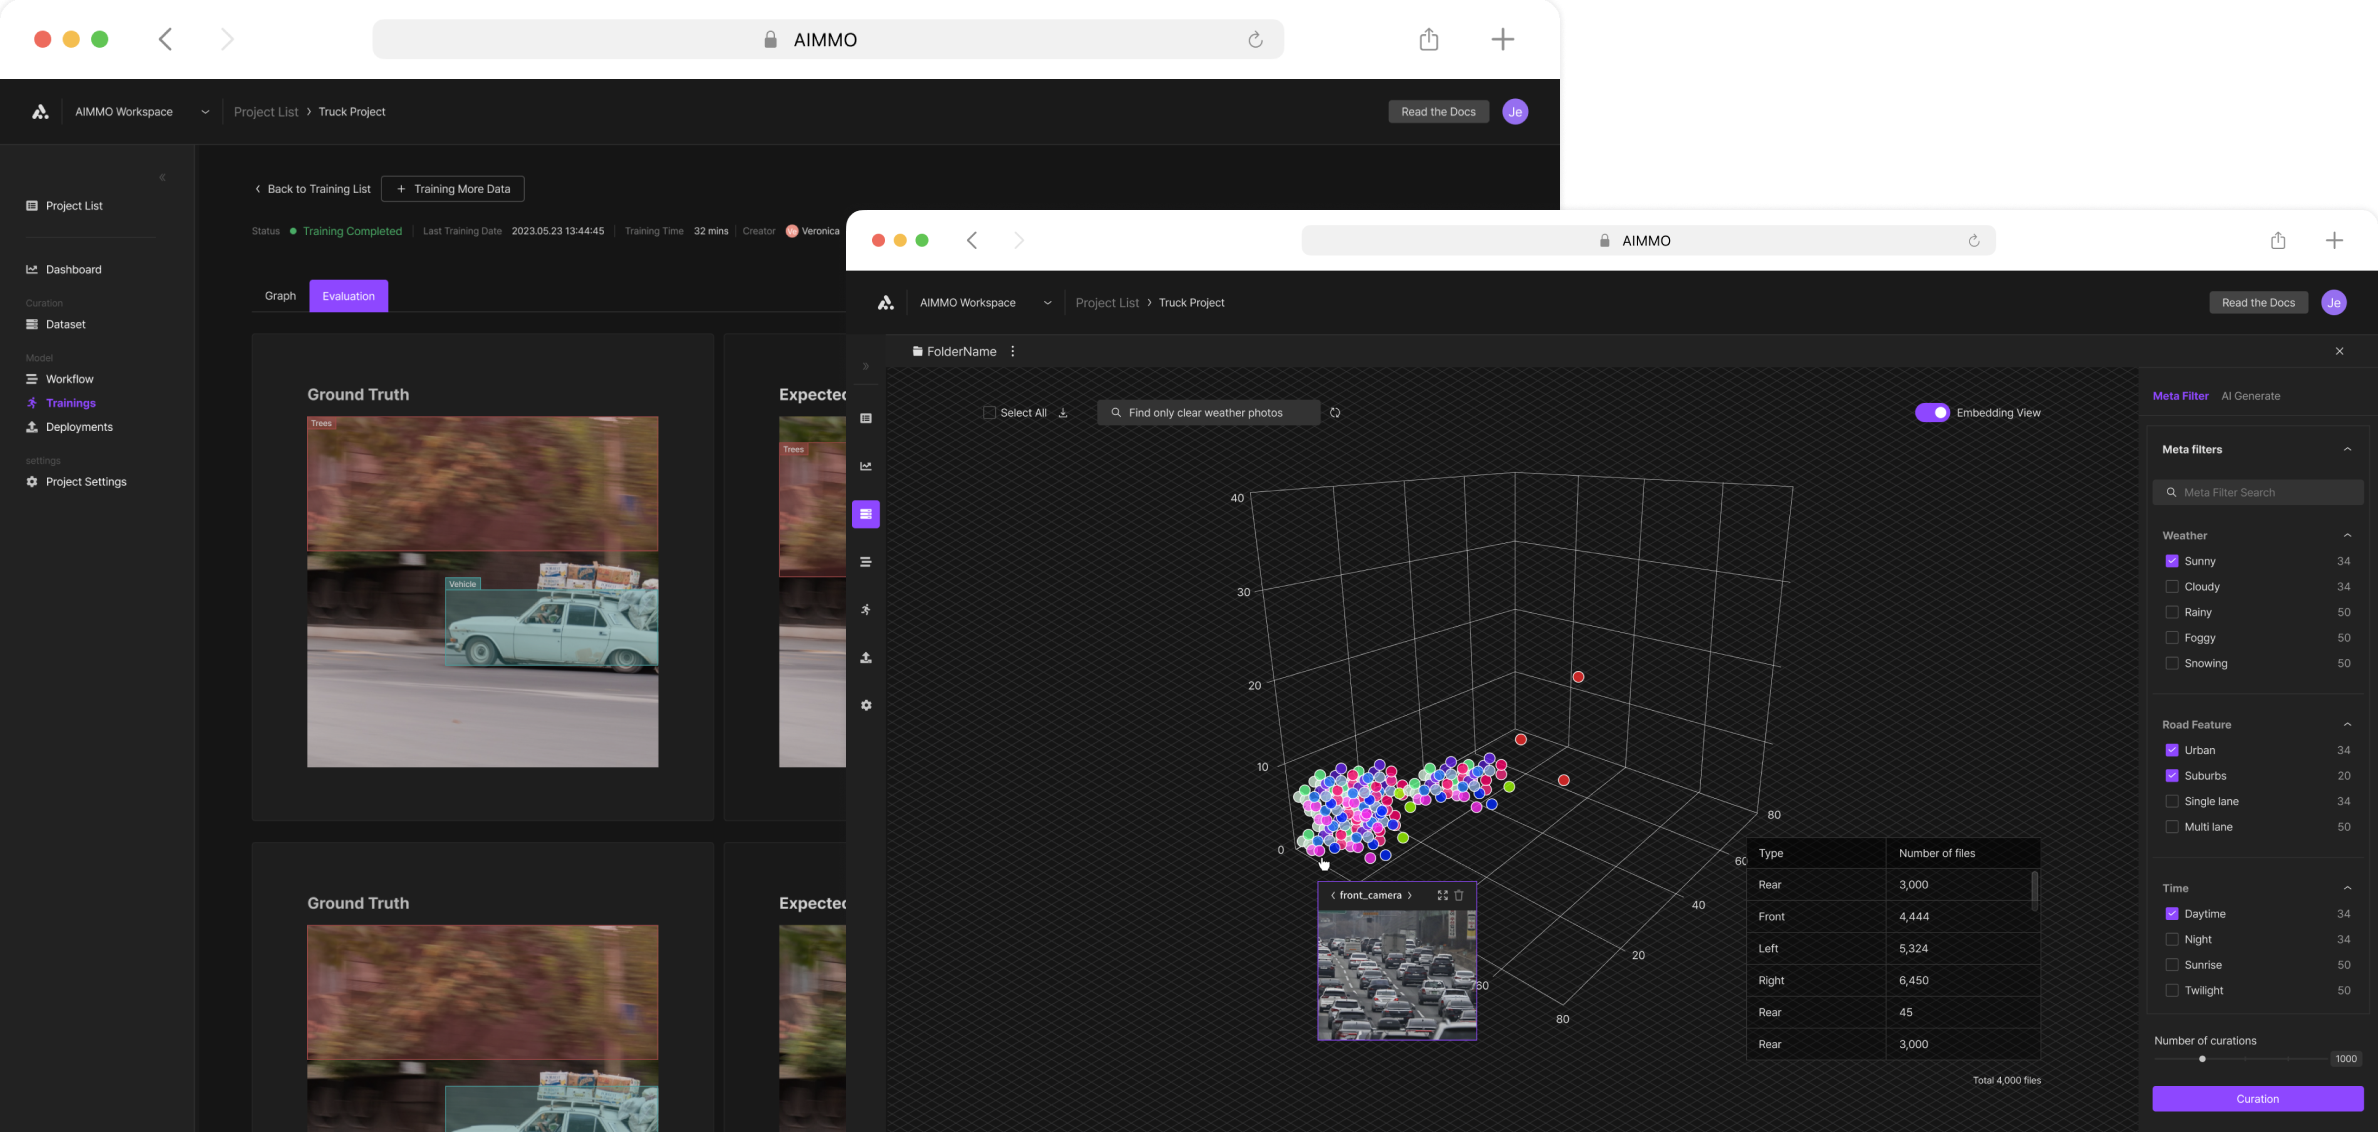 AIMMO
AIMMO Workspace
Project List > Truck Project
Read the Docs
Je
Project List
Dashboard
Curation
Dataset
Model
Workflow
Trainings
Deployments
settings
Project Settings
Back to Training List
+ Training More Data
Status Training Completed Last Training Date 2023.05.23 13:44:45 Training Time 32 mins Creator Ve Veronica
Graph
Evaluation
Ground Truth
Trees
Vehicle
Expected
Trees
Ground Truth
Expected
AIMMO
AIMMO Workspace
Project List > Truck Project
Read the Docs
Je
FolderName
Select All
Find only clear weather photos
Embedding View
40
30
20
10
0
80
60
40
20
80
60
< front_camera >
Type Number of files
Rear 3,000
Front 4,444
Left 5,324
Right 6,450
Rear 45
Rear 3,000
Total 4,000 files
Meta Filter
AI Generate
Meta filters
Meta Filter Search
Weather
Sunny 34
Cloudy 34
Rainy 50
Foggy 50
Snowing 50
Road Feature
Urban 34
Suburbs 20
Single lane 34
Multi lane 50
Time
Daytime 34
Night 34
Sunrise 50
Twilight 50
Number of curations
1000
Curation